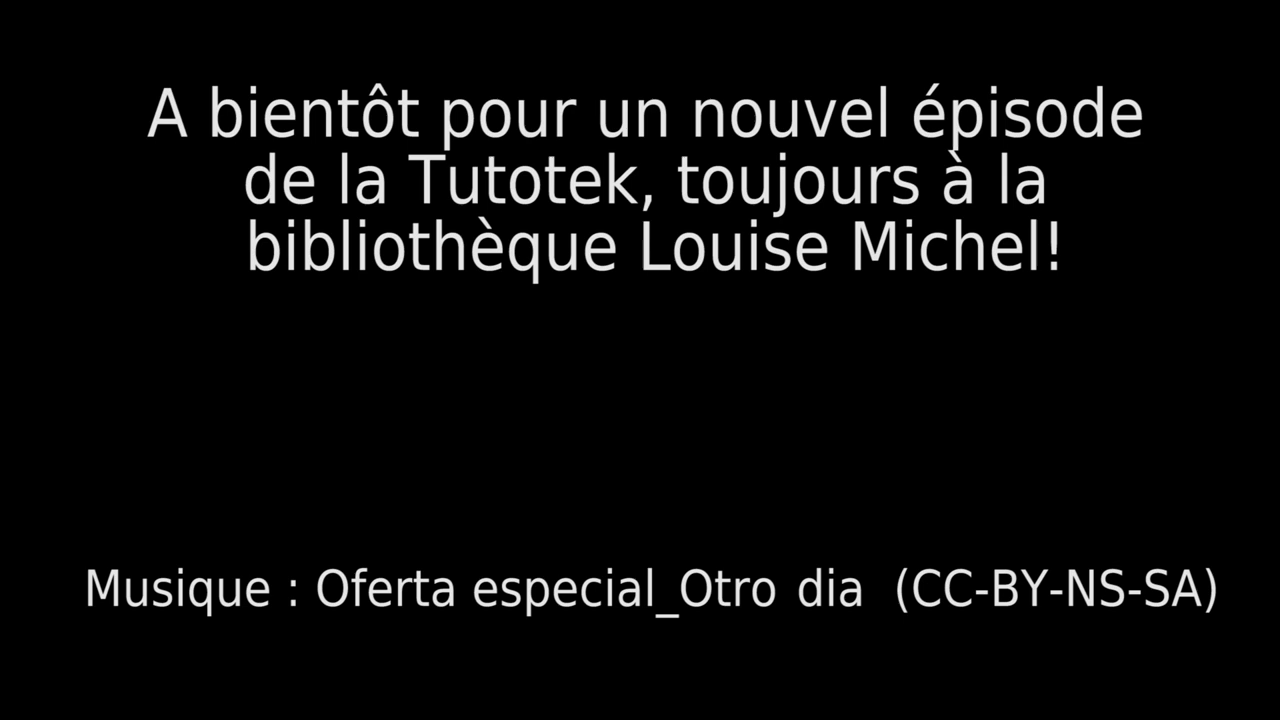 A bientôt pour un nouvel épisode
de la Tutotek, toujours à la
bibliothèque Louise Michel!
Musique : Oferta especial_Otro dia (CC-BY-NS-SA)